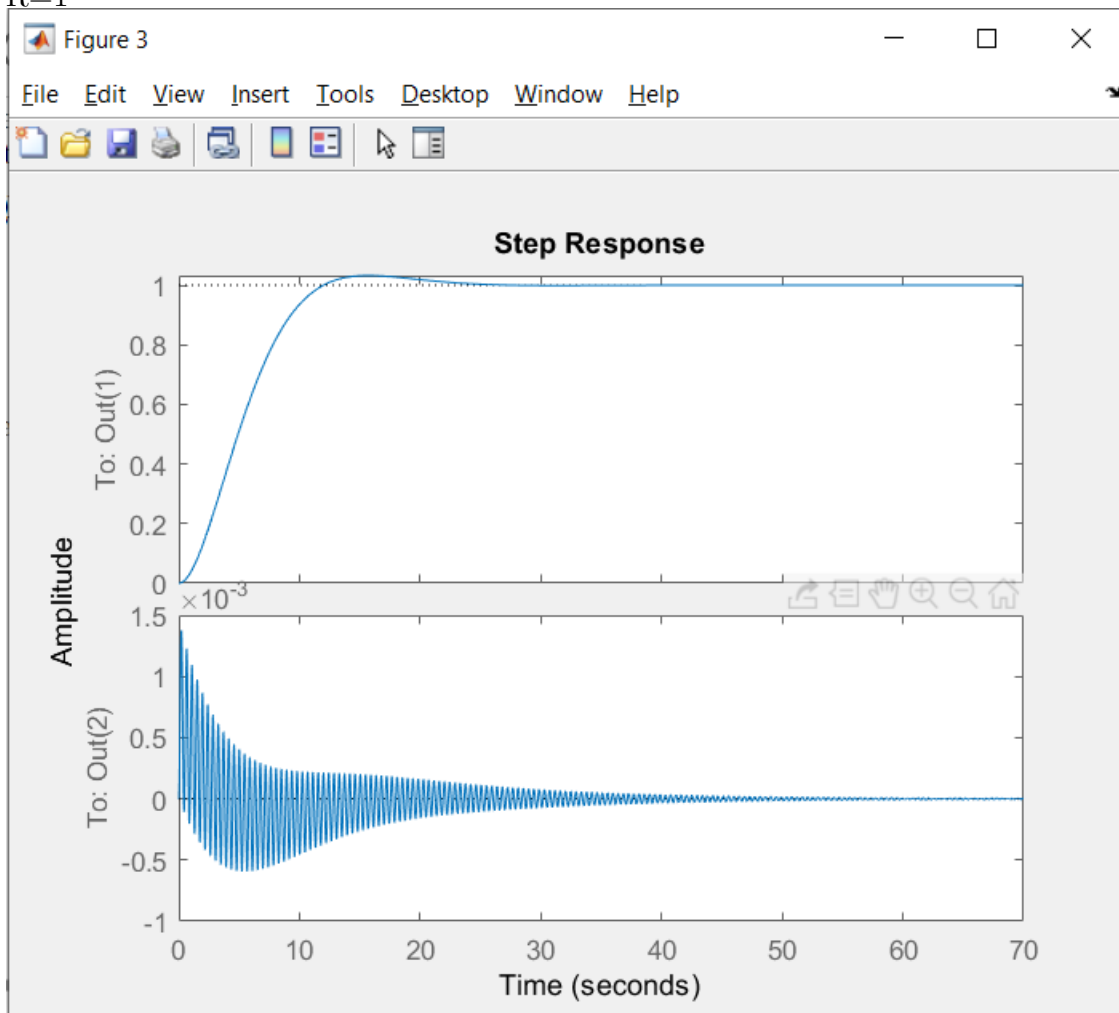 R=1
Figure 3
File Edit View Insert Tools Desktop Window Help
Step Response
To: Out(1)
1
0.8
0.6
0.4
0.2
0
Amplitude
×10-3
To: Out(2)
1.5
1
0.5
0
-0.5
-1
0 10 20 30 40 50 60 70
Time (seconds)